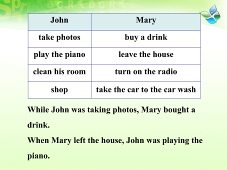 John Mary
take photos buy a drink
play the piano leave the house
clean his room turn on the radio
shop take the car to the car wash
While John was taking photos, Mary bought a
drink.
When Mary left the house, John was playing the
piano.